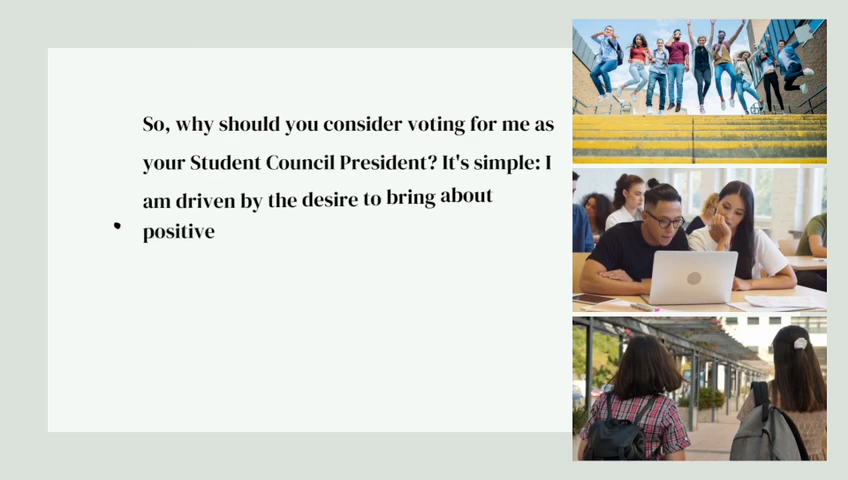 So, why should you consider voting for me as
your Student Council President? It's simple: I
am driven by the desire to bring about
positive